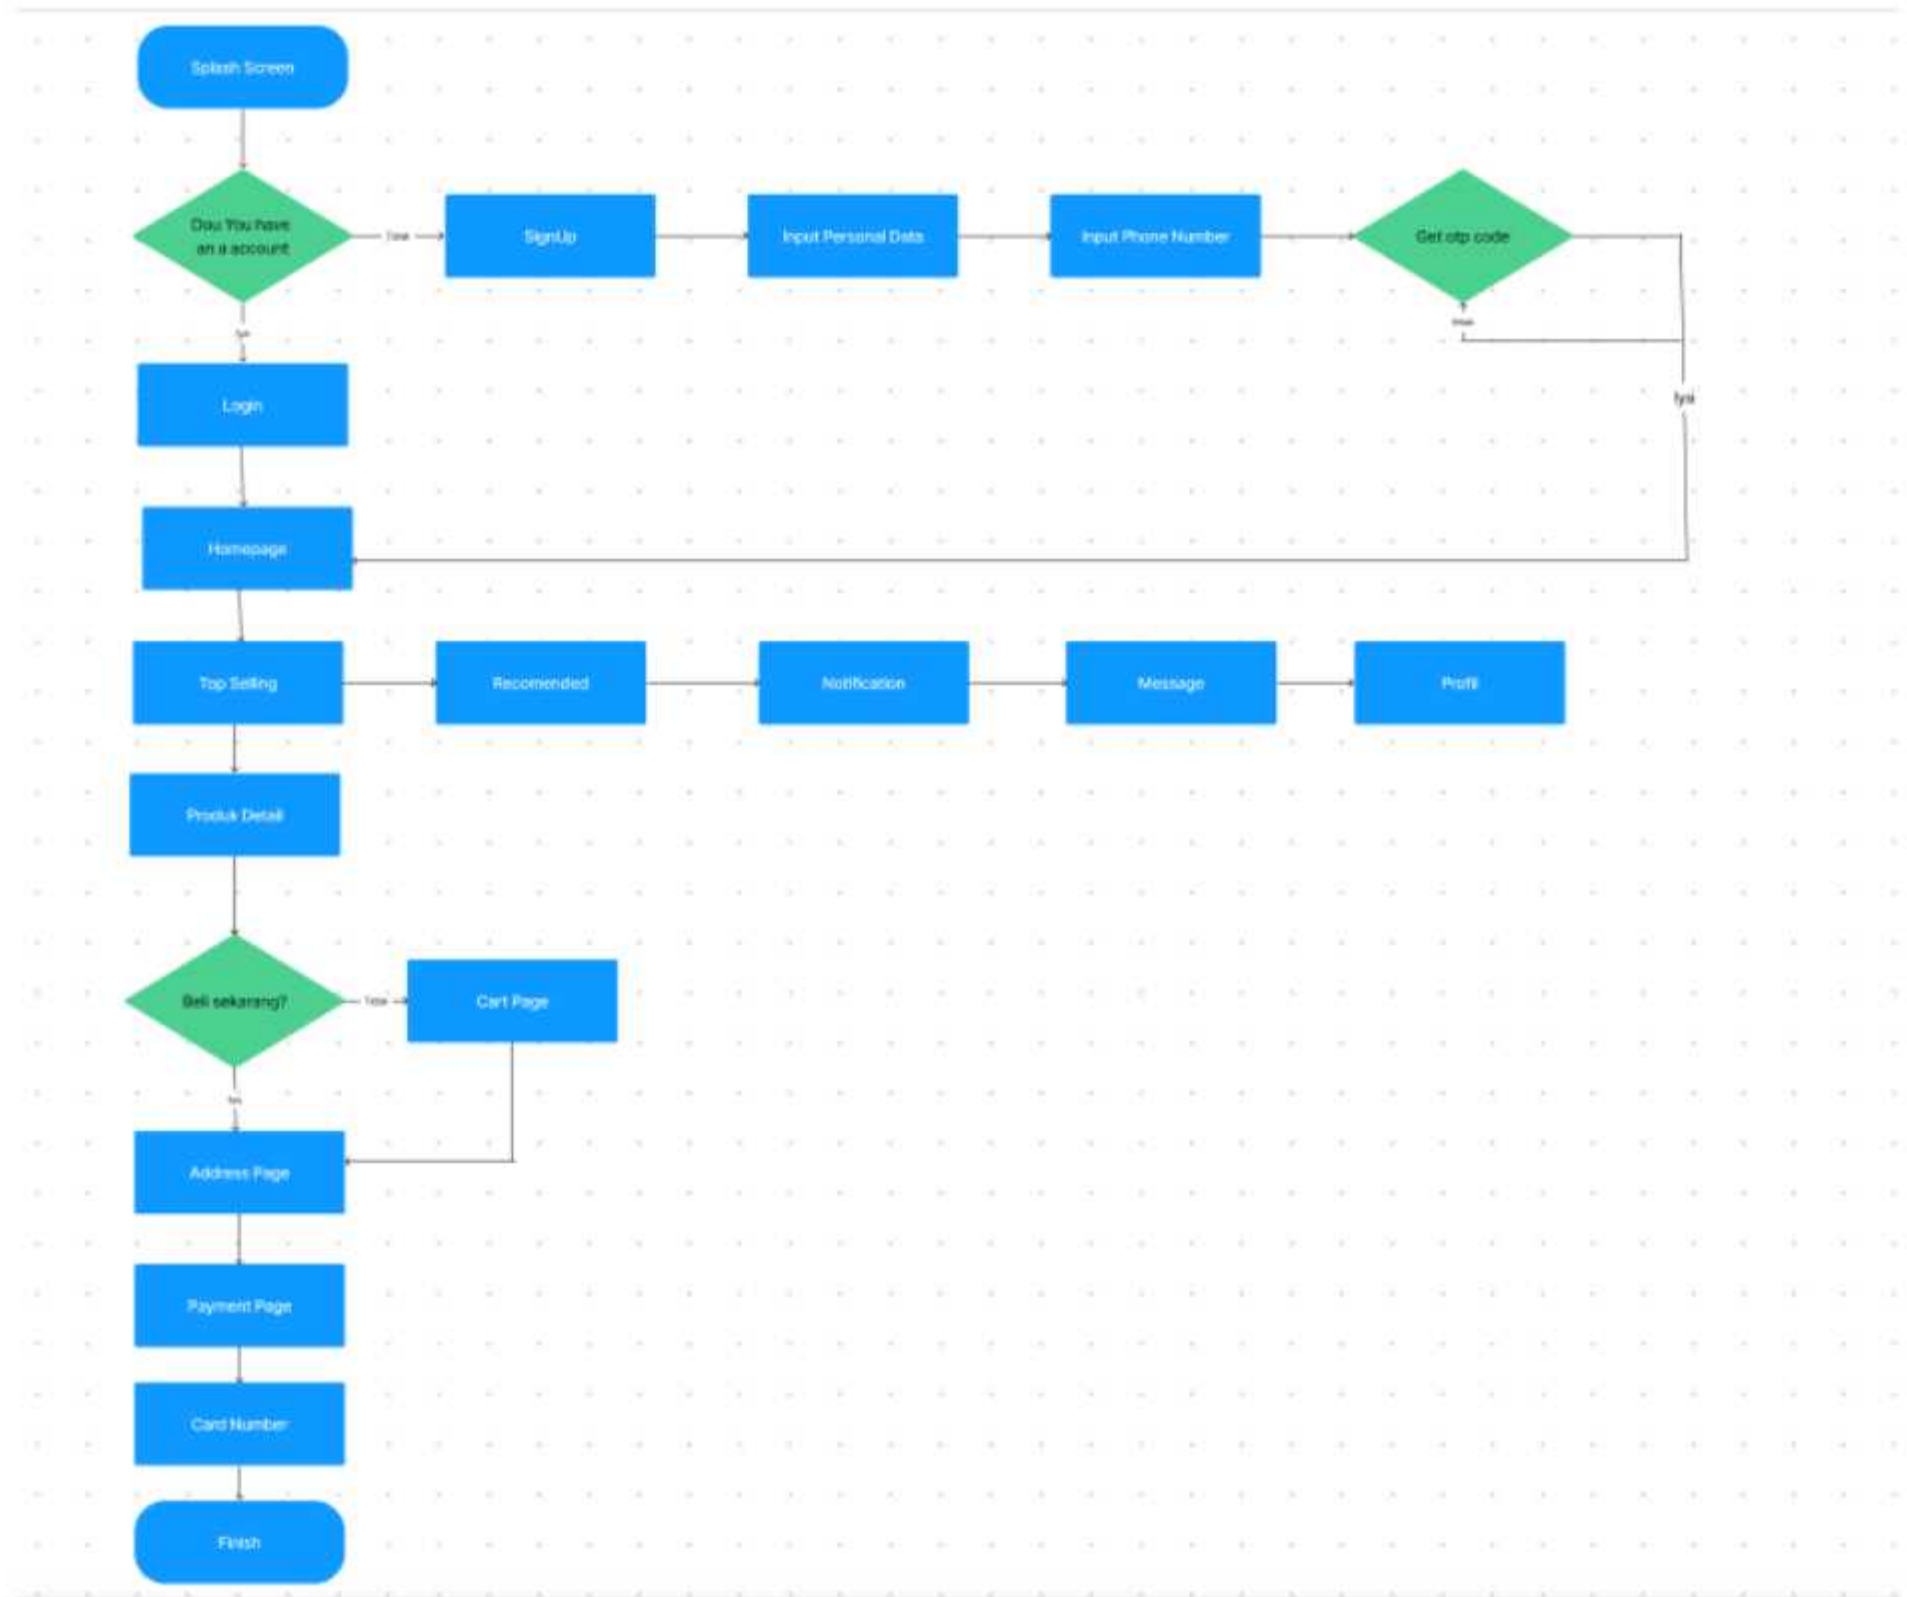 Splash Screen
Dou You have
an a account
SignUp
Input Personal Data
Input Phone Number
Get otp code
Iya
Login
Homepage
Top Selling
Recomended
Notification
Message
Profil
Produk Detail
Beli sekarang?
Cart Page
Address Page
Payment Page
Card Number
Finish